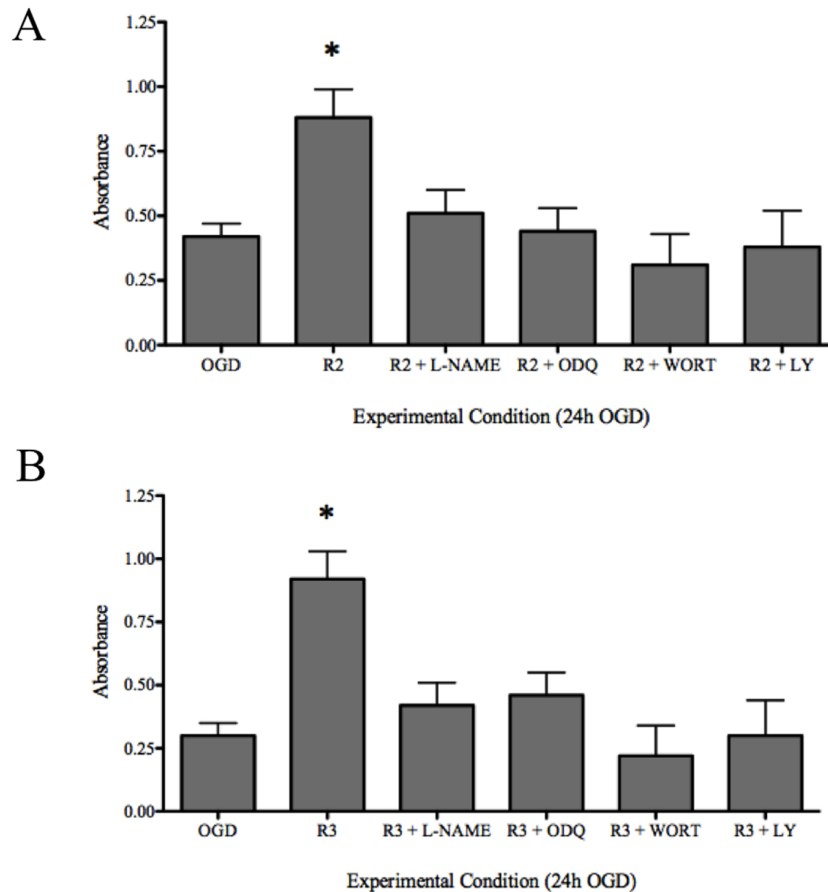 A
1.25
*
1.00
0.75
0.50
0.25
0.00
Absorbance
OGD R2 R2 + L-NAME R2 + ODQ R2 + WORT R2 + LY
Experimental Condition (24h OGD)
B
1.25
*
1.00
0.75
0.50
0.25
0.00
Absorbance
OGD R3 R3 + L-NAME R3 + ODQ R3 + WORT R3 + LY
Experimental Condition (24h OGD)